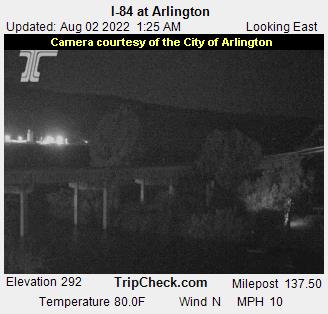 I-84 at Arlington
Updated: Aug 02 2022 1:25 AM Looking East
Camera courtesy of the City of Arlington
Elevation 292 TripCheck.com Milepost 137.50
Temperature 80.0F Wind N MPH 10